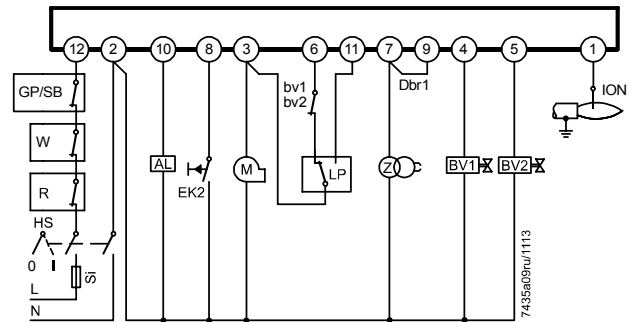 12 2 10 8 3 6 11 7 9 4 5 1
GP/SB
bv1
bv2
Dbr1
ION
W
AL
EK2
M
LP
Z
BV1
BV2
R
HS
0 I
Si
L
N
7435a09ru/1113